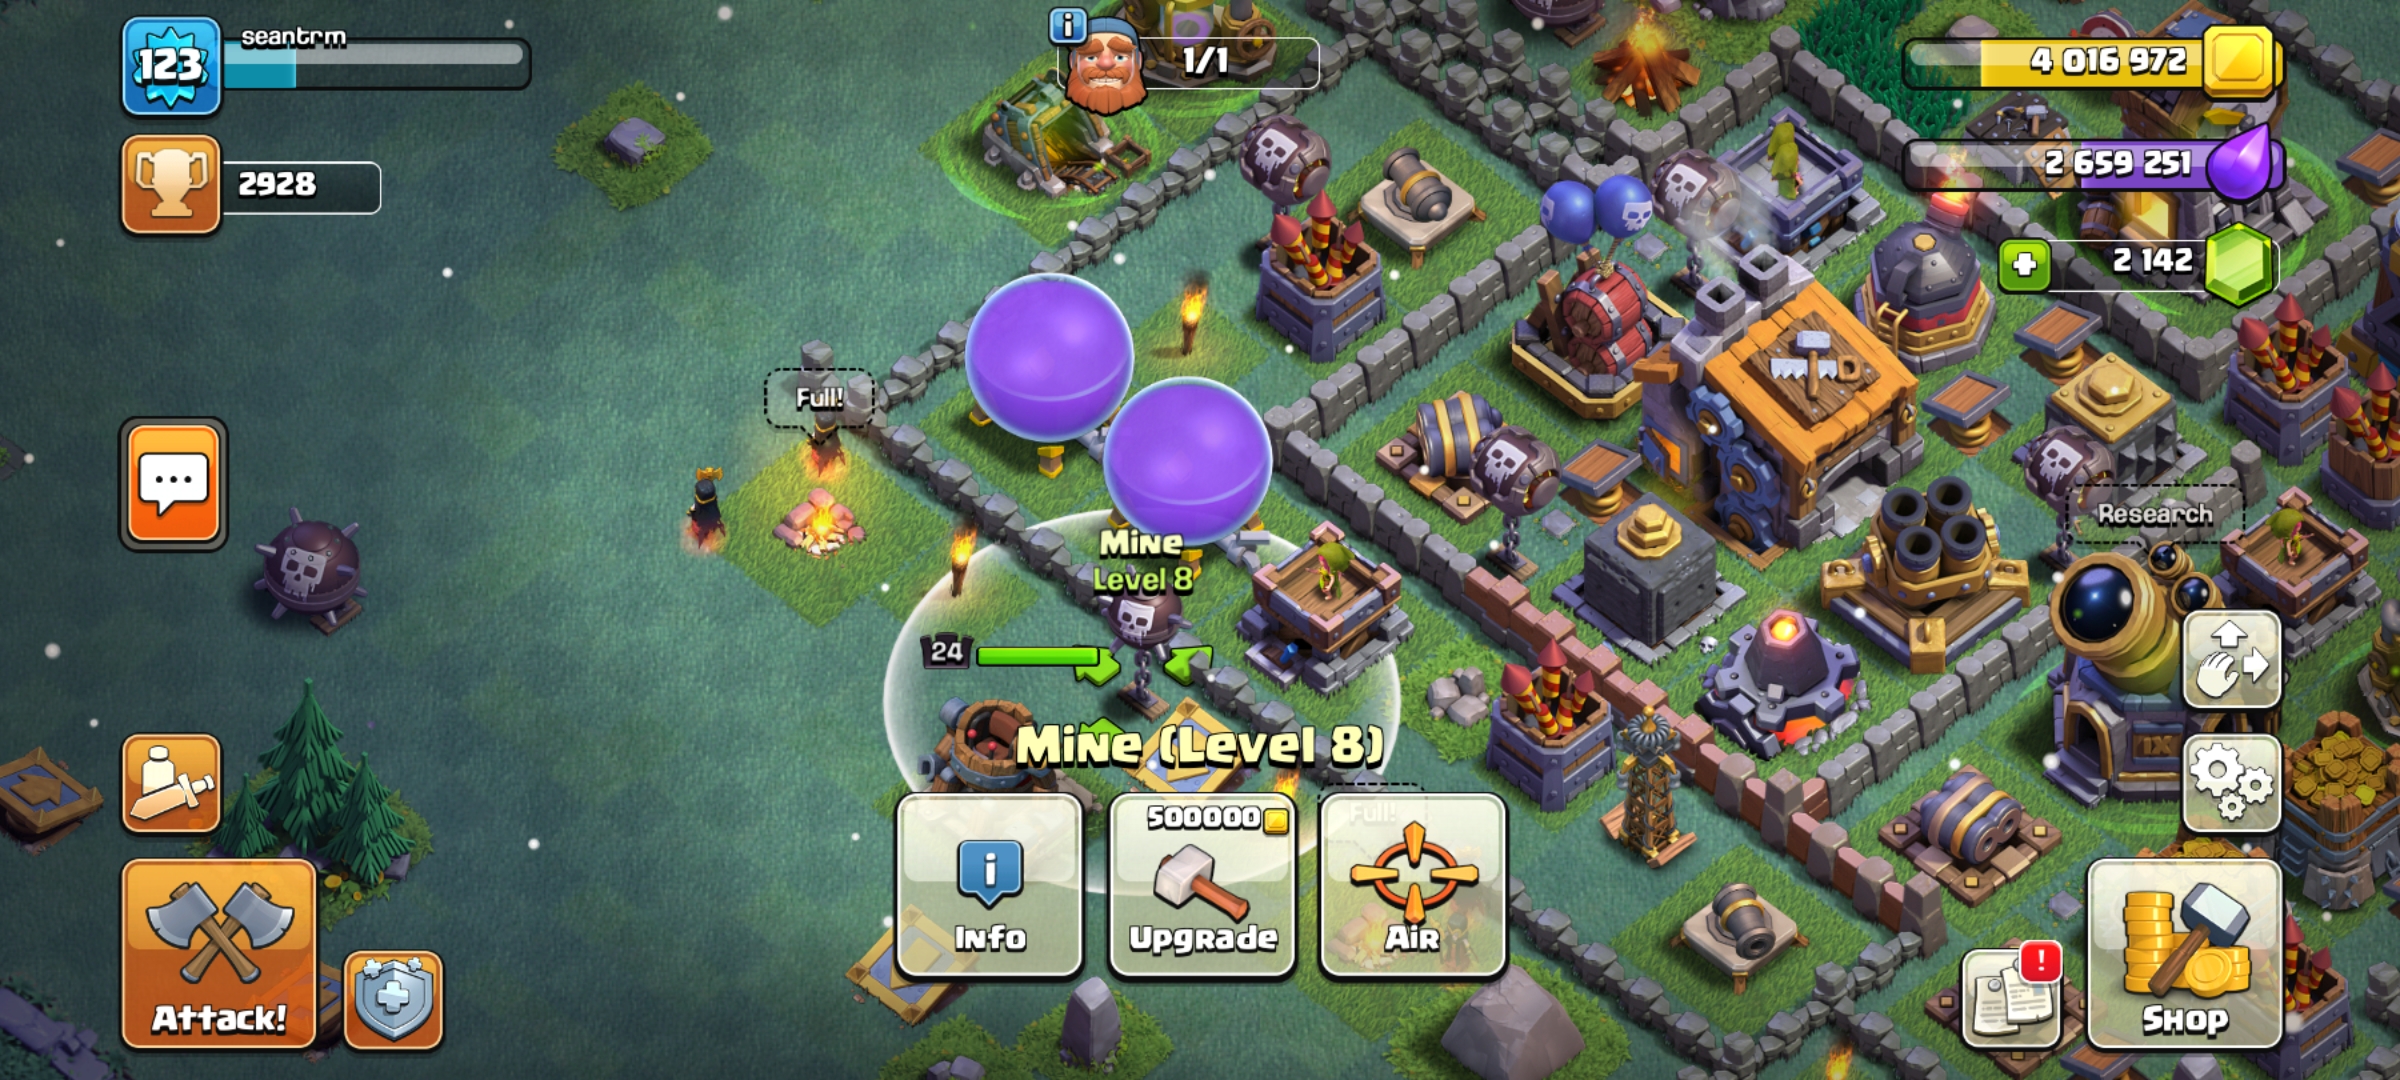 123
seantrm
1/1
4 016 972
2928
2 659 251
2 142
Full!
Research
Mine
Level 8
24
Mine (Level 8)
500000
Full!
IX
Info
Upgrade
Air
Attack!
!
Shop